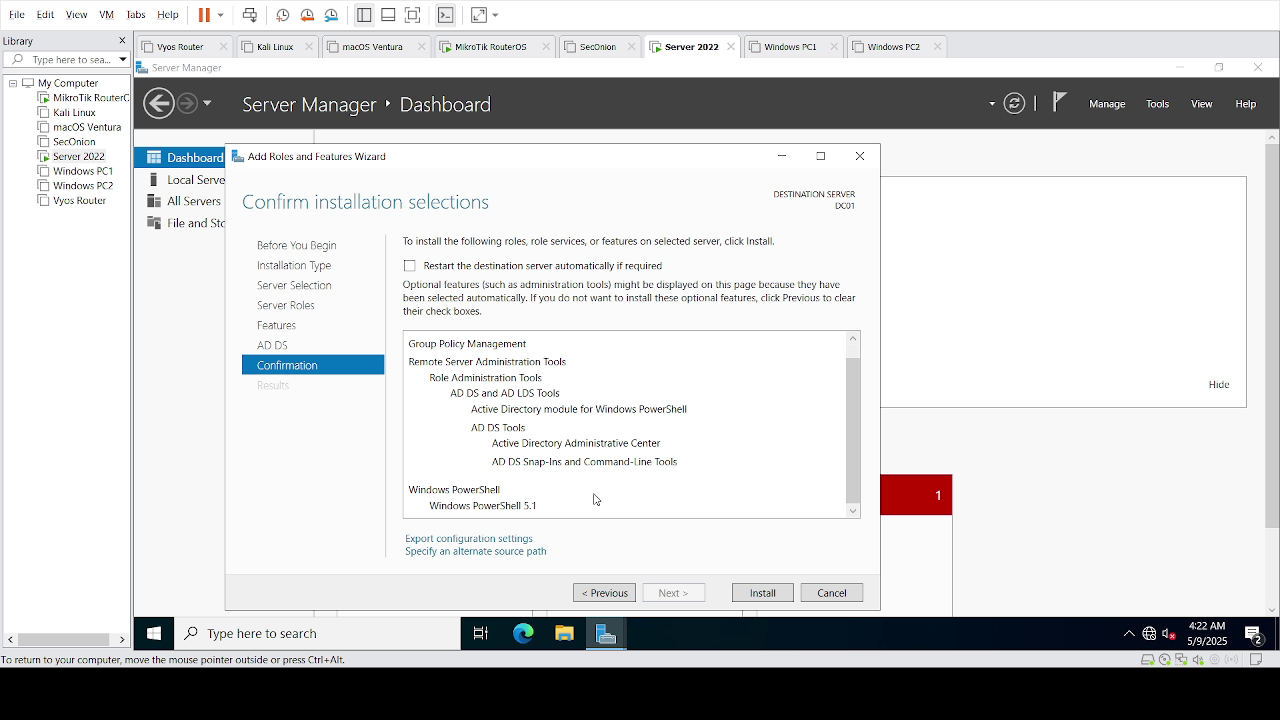 File Edit View VM Tabs Help
Library
Type here to sea...
My Computer
MikroTik RouterO
Kali Linux
macOS Ventura
SecOnion
Server 2022
Windows PC1
Windows PC2
Vyos Router
Vyos Router Kali Linux macOS Ventura MikroTik RouterOS SecOnion Server 2022 Windows PC1 Windows PC2
Server Manager
Server Manager Dashboard
Manage Tools View Help
Dashboard
Local Serve
All Servers
File and Sto
Add Roles and Features Wizard
Confirm installation selections
DESTINATION SERVER
DC01
Before You Begin
Installation Type
Server Selection
Server Roles
Features
AD DS
Confirmation
Results
To install the following roles, role services, or features on selected server, click Install.
Restart the destination server automatically if required
Optional features (such as administration tools) might be displayed on this page because they have
been selected automatically. If you do not want to install these optional features, click Previous to clear
their check boxes.
Group Policy Management
Remote Server Administration Tools
Role Administration Tools
AD DS and AD LDS Tools
Active Directory module for Windows PowerShell
AD DS Tools
Active Directory Administrative Center
AD DS Snap-Ins and Command-Line Tools
Windows PowerShell
Windows PowerShell 5.1
Export configuration settings
Specify an alternate source path
< Previous Next > Install Cancel
Hide
1
Type here to search
4:22 AM
5/9/2025
2
To return to your computer, move the mouse pointer outside or press Ctrl+Alt.